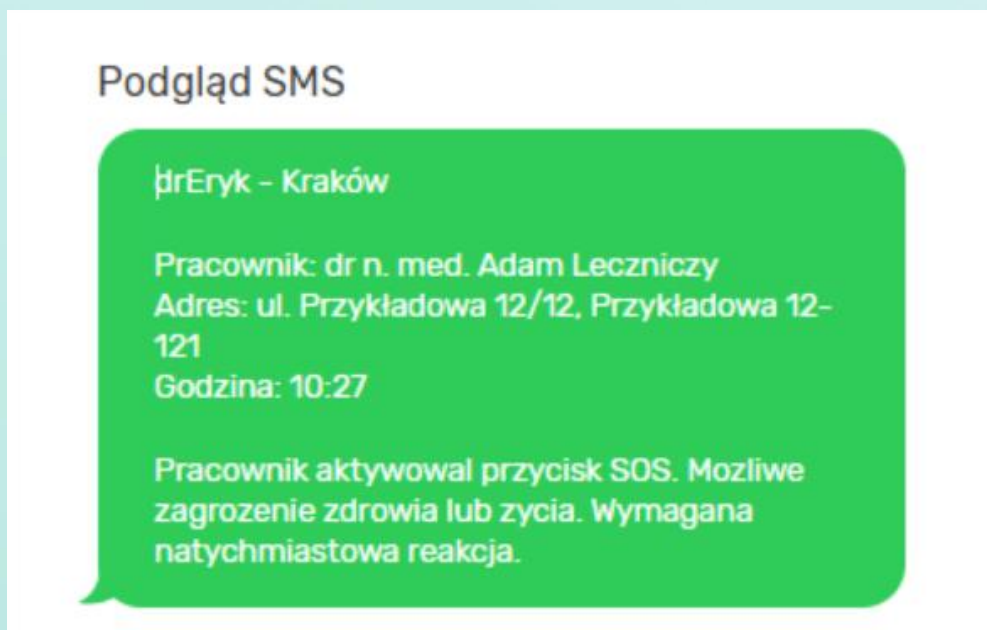 Podgląd SMS
drEryk - Kraków
Pracownik: dr n. med. Adam Leczniczy
Adres: ul. Przykładowa 12/12, Przykładowa 12-
121
Godzina: 10:27
Pracownik aktywowal przycisk SOS. Mozliwe
zagrozenie zdrowia lub zycia. Wymagana
natychmiastowa reakcja.